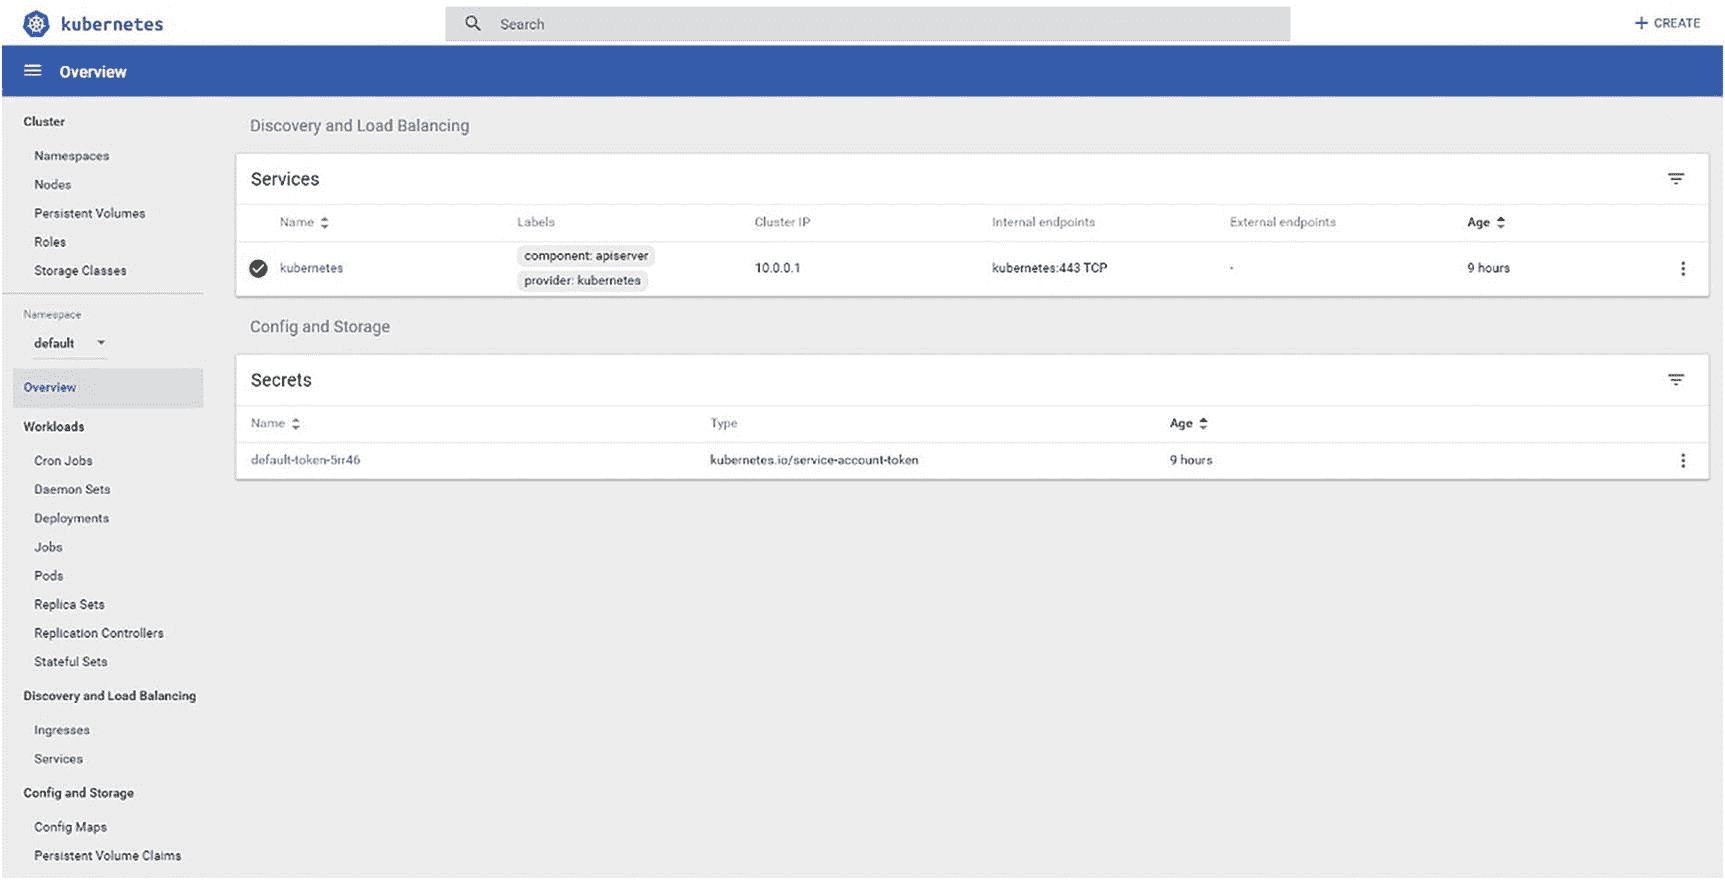 kubernetes
Search
+ CREATE
Overview
Cluster
Namespaces
Nodes
Persistent Volumes
Roles
Storage Classes
Namespace
default
Overview
Workloads
Cron Jobs
Daemon Sets
Deployments
Jobs
Pods
Replica Sets
Replication Controllers
Stateful Sets
Discovery and Load Balancing
Ingresses
Services
Config and Storage
Config Maps
Persistent Volume Claims
Discovery and Load Balancing
Services
Name Labels Cluster IP Internal endpoints External endpoints Age
kubernetes component: apiserver 10.0.0.1 kubernetes:443 TCP - 9 hours
provider: kubernetes
Config and Storage
Secrets
Name Type Age
default-token-5rr46 kubernetes.io/service-account-token 9 hours